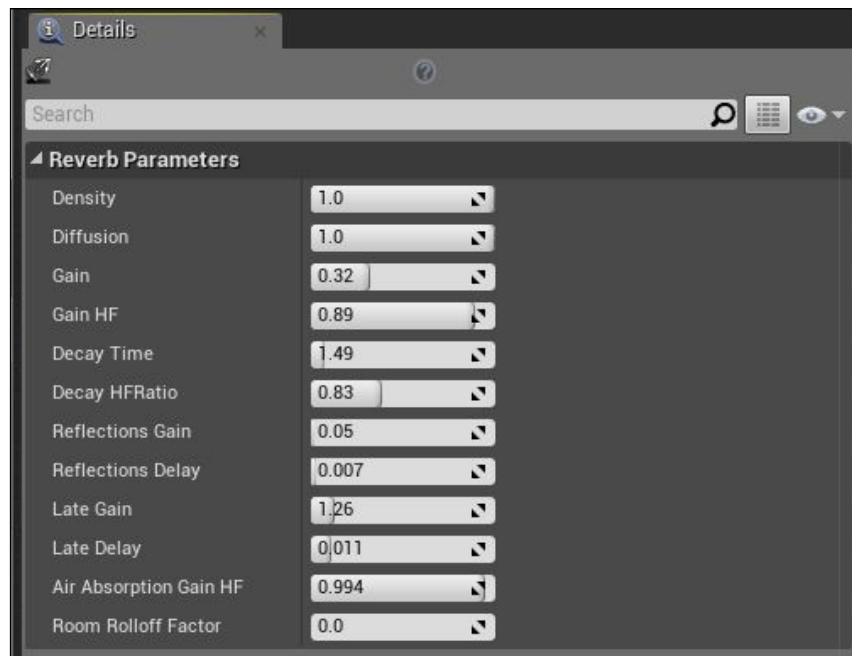 Details
Search
Reverb Parameters
Density 1.0
Diffusion 1.0
Gain 0.32
Gain HF 0.89
Decay Time 1.49
Decay HFRatio 0.83
Reflections Gain 0.05
Reflections Delay 0.007
Late Gain 1.26
Late Delay 0.011
Air Absorption Gain HF 0.994
Room Rolloff Factor 0.0